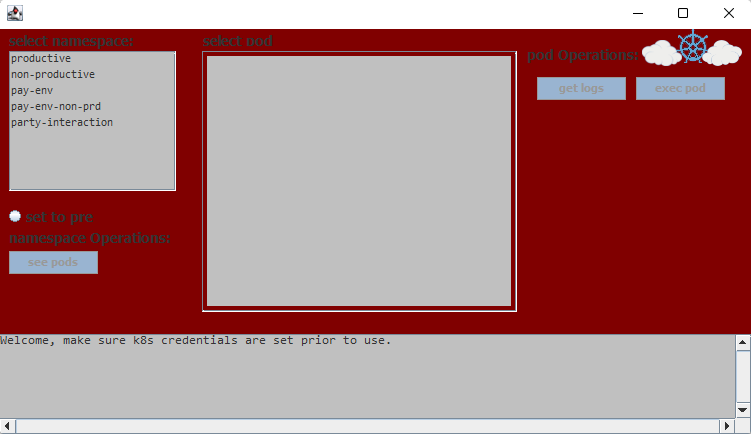 select namespace:
productive
non-productive
pay-env
pay-env-non-prd
party-interaction
set to pre
namespace Operations:
see pods
select pod
pod Operations:
get logs
exec pod
Welcome, make sure k8s credentials are set prior to use.